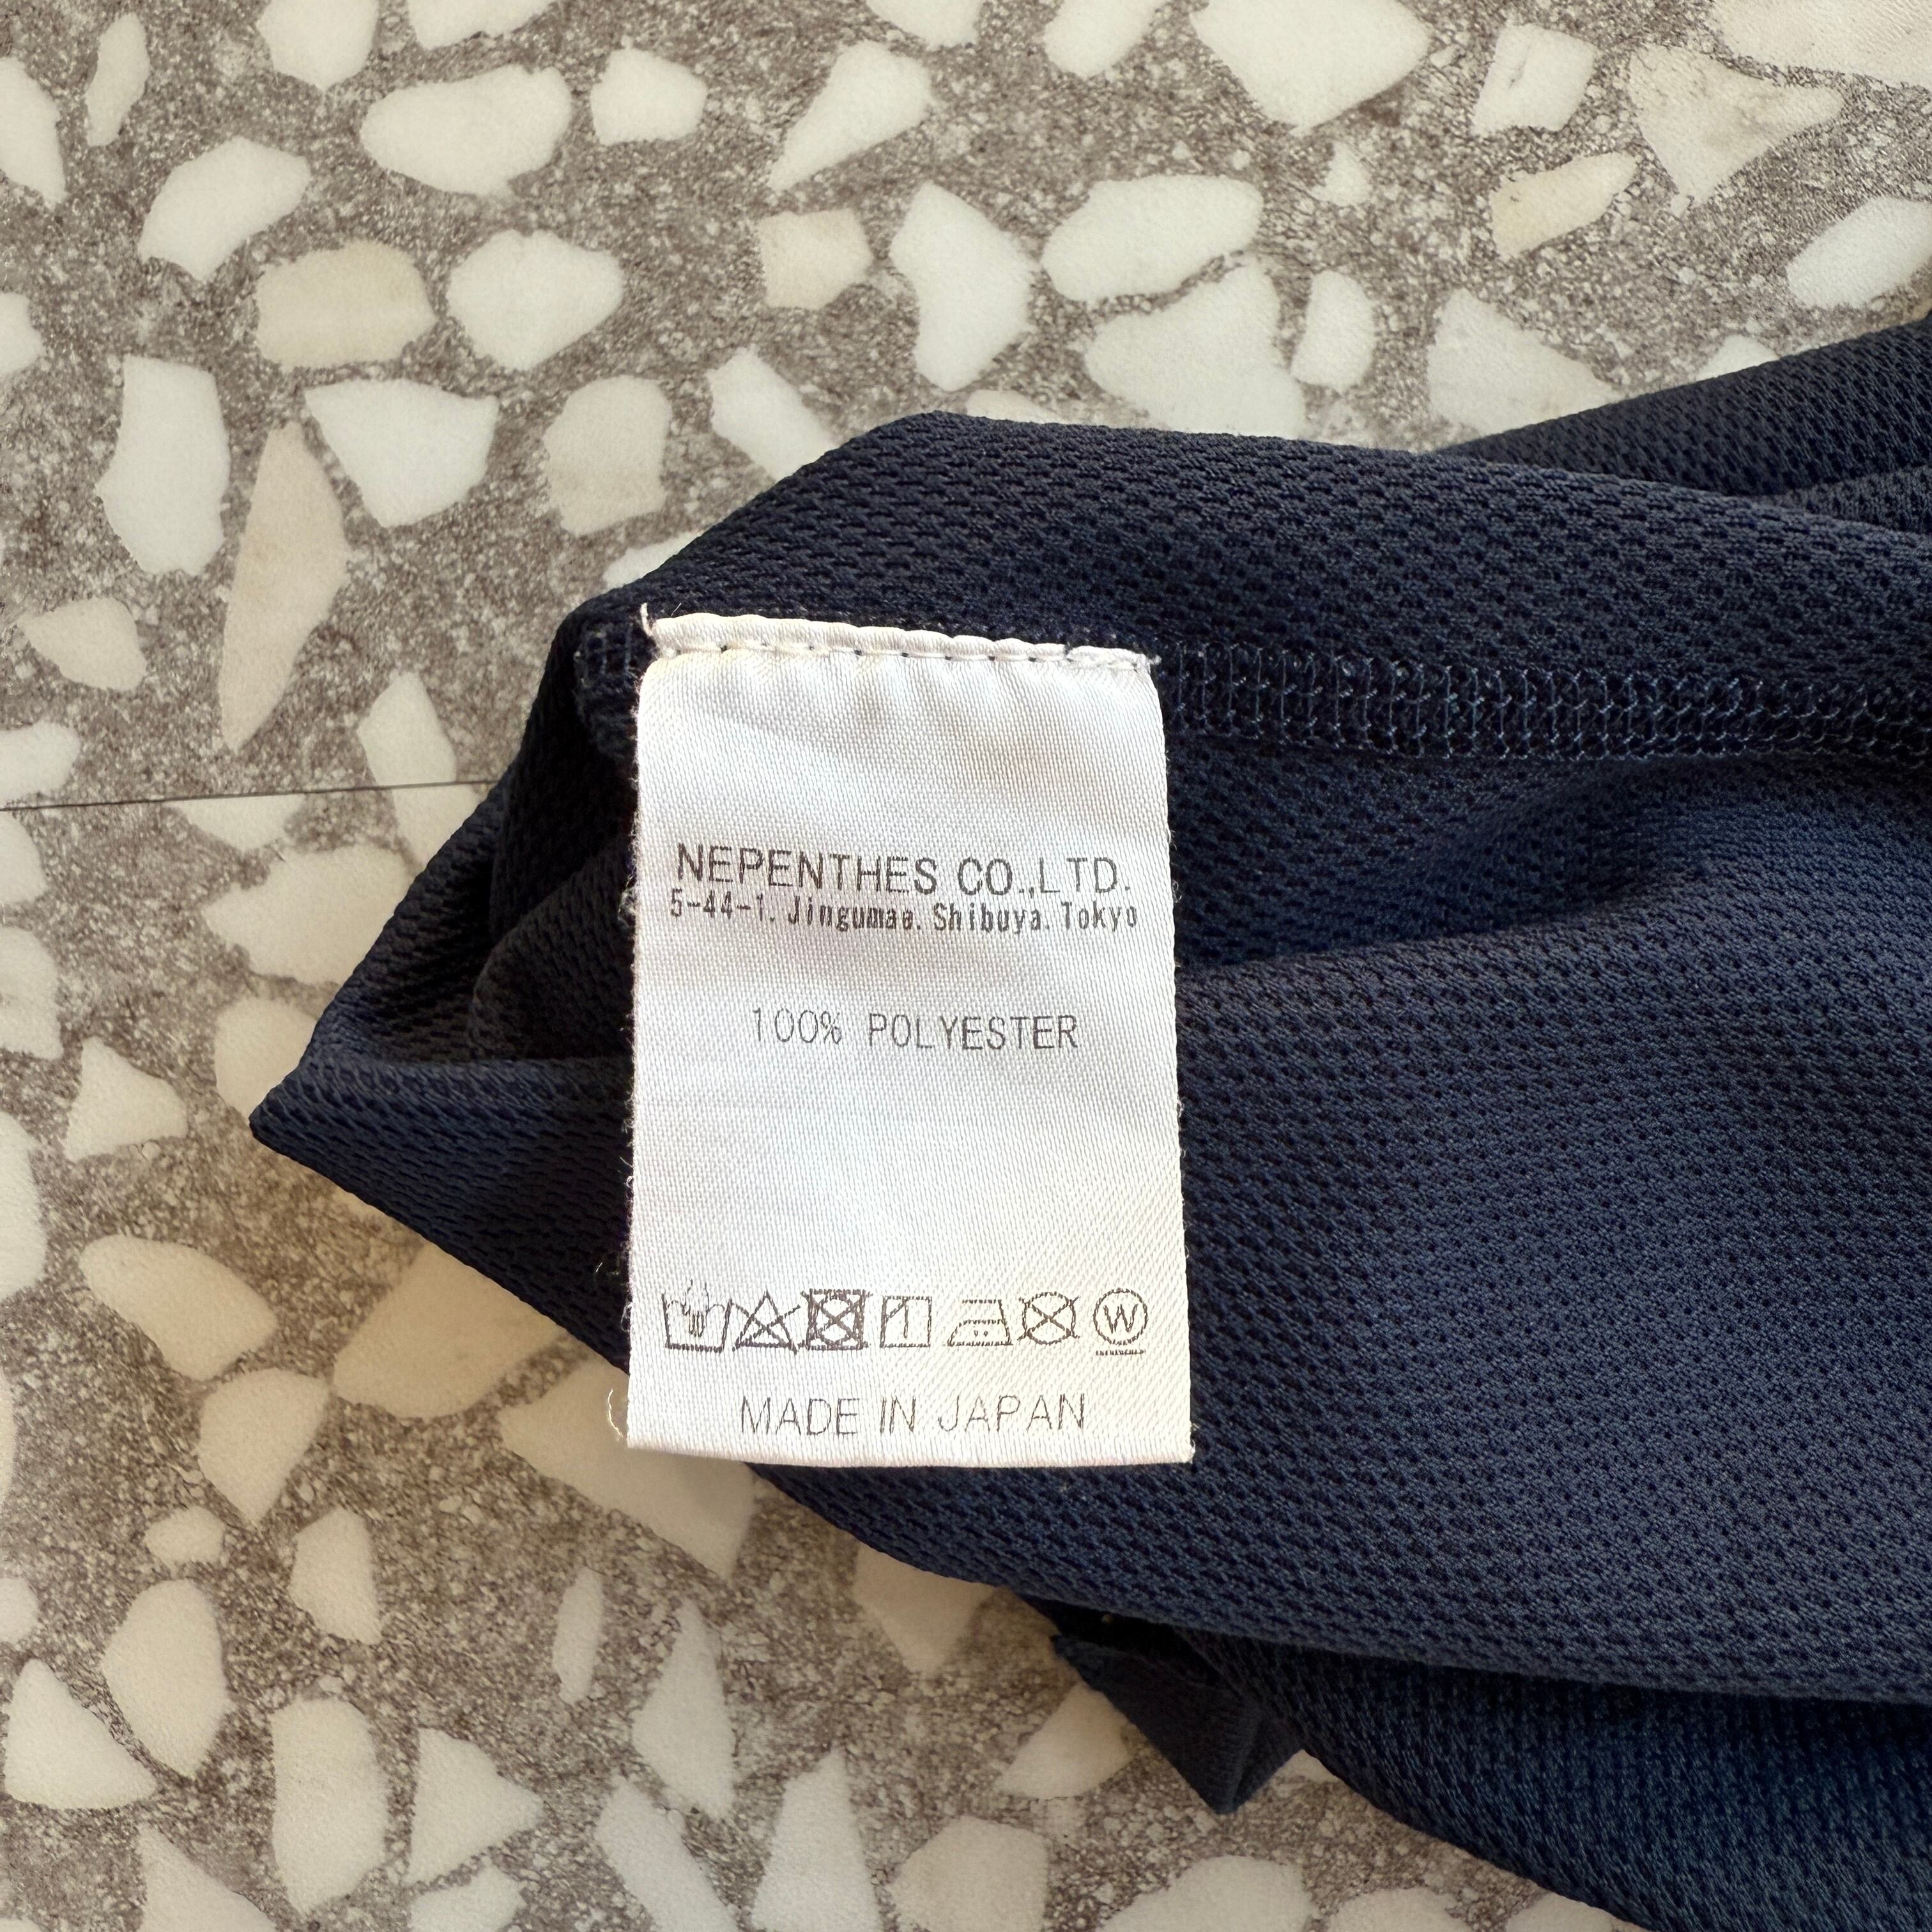 NEPENTHES CO.,LTD.
5-44-1. Jingumae. Shibuya. Tokyo
100% POLYESTER
W
MADE IN JAPAN